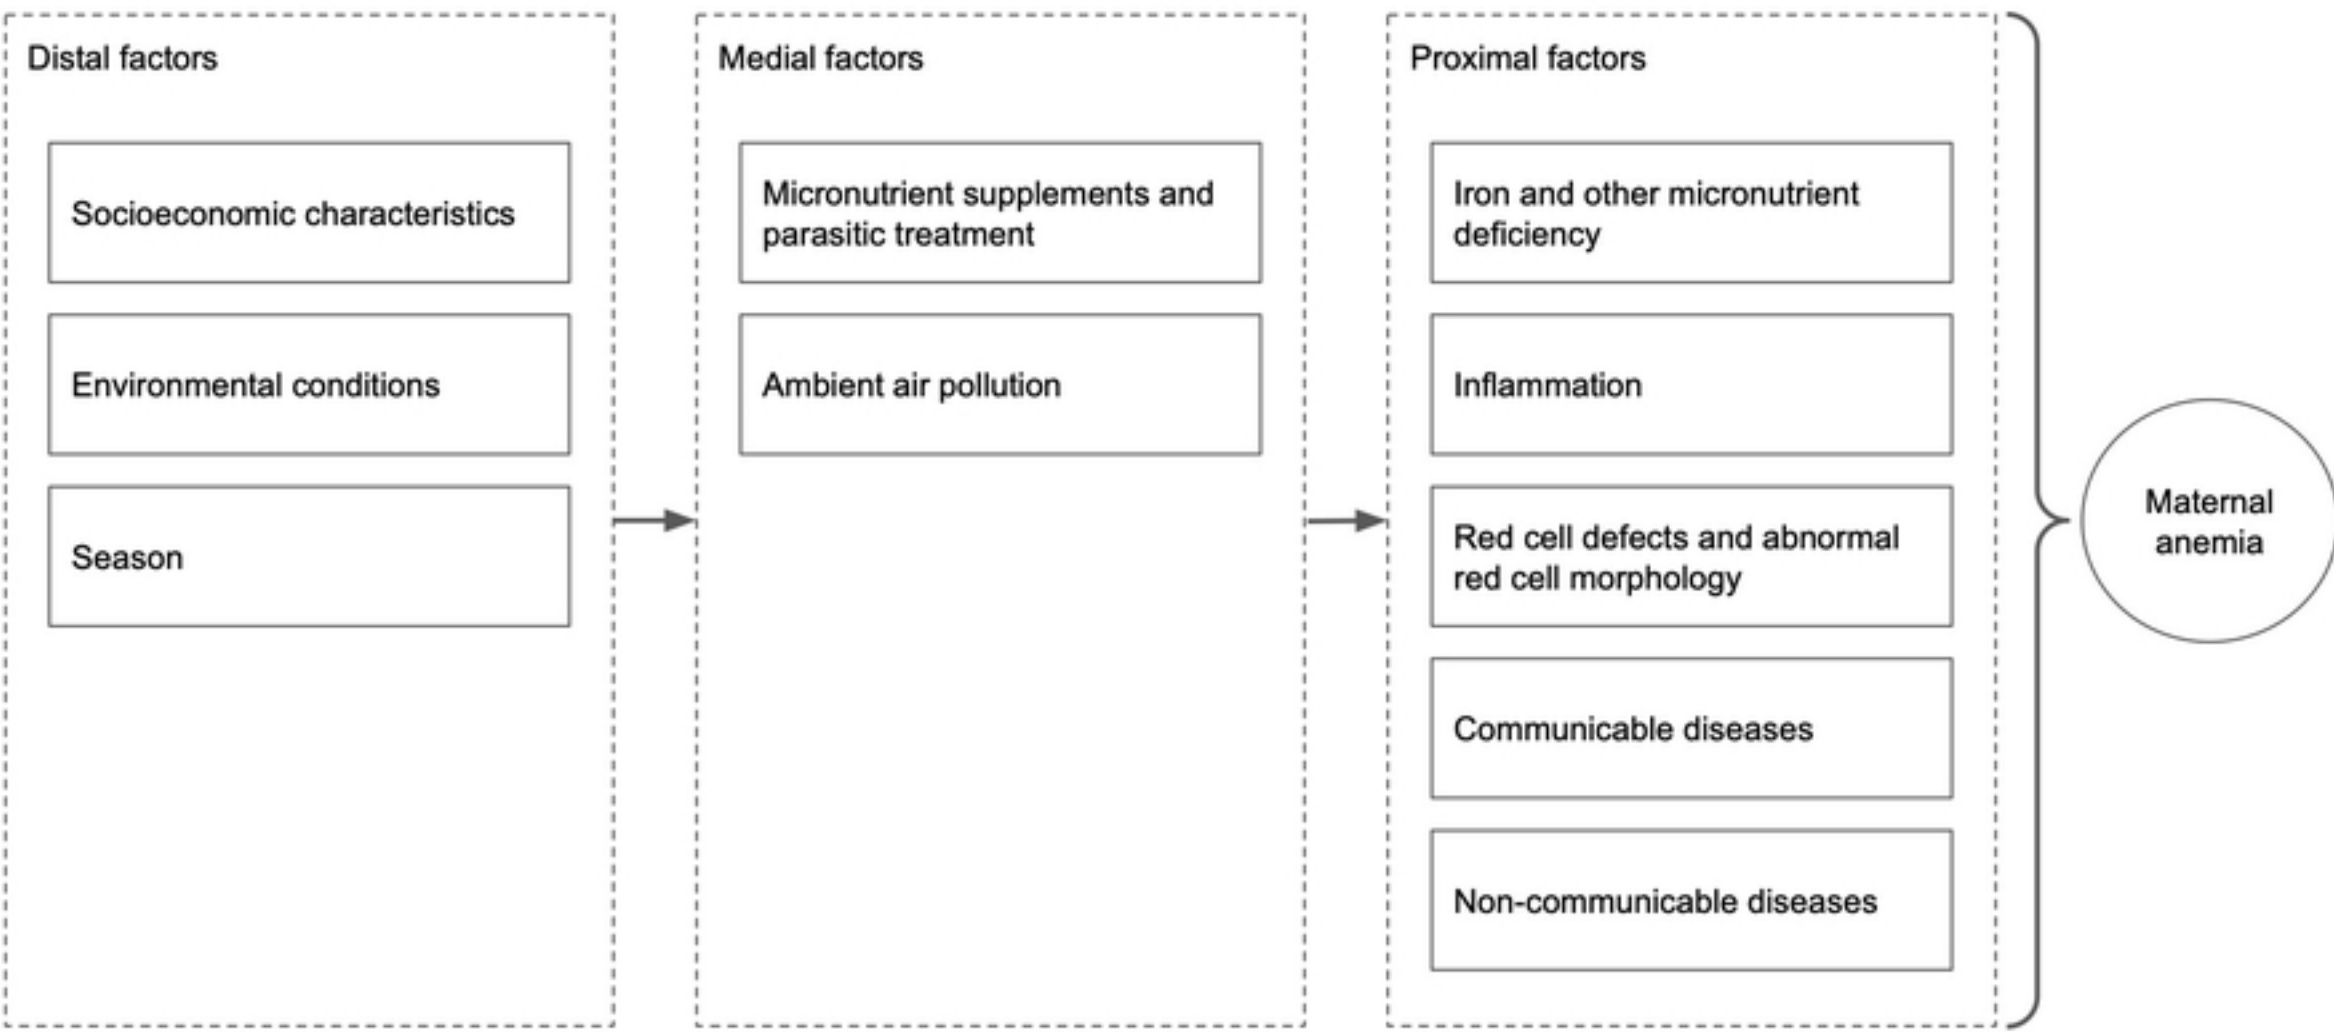 Distal factors
Socioeconomic characteristics
Environmental conditions
Season
Medial factors
Micronutrient supplements and
parasitic treatment
Ambient air pollution
Proximal factors
Iron and other micronutrient
deficiency
Inflammation
Red cell defects and abnormal
red cell morphology
Communicable diseases
Non-communicable diseases
Maternal
anemia